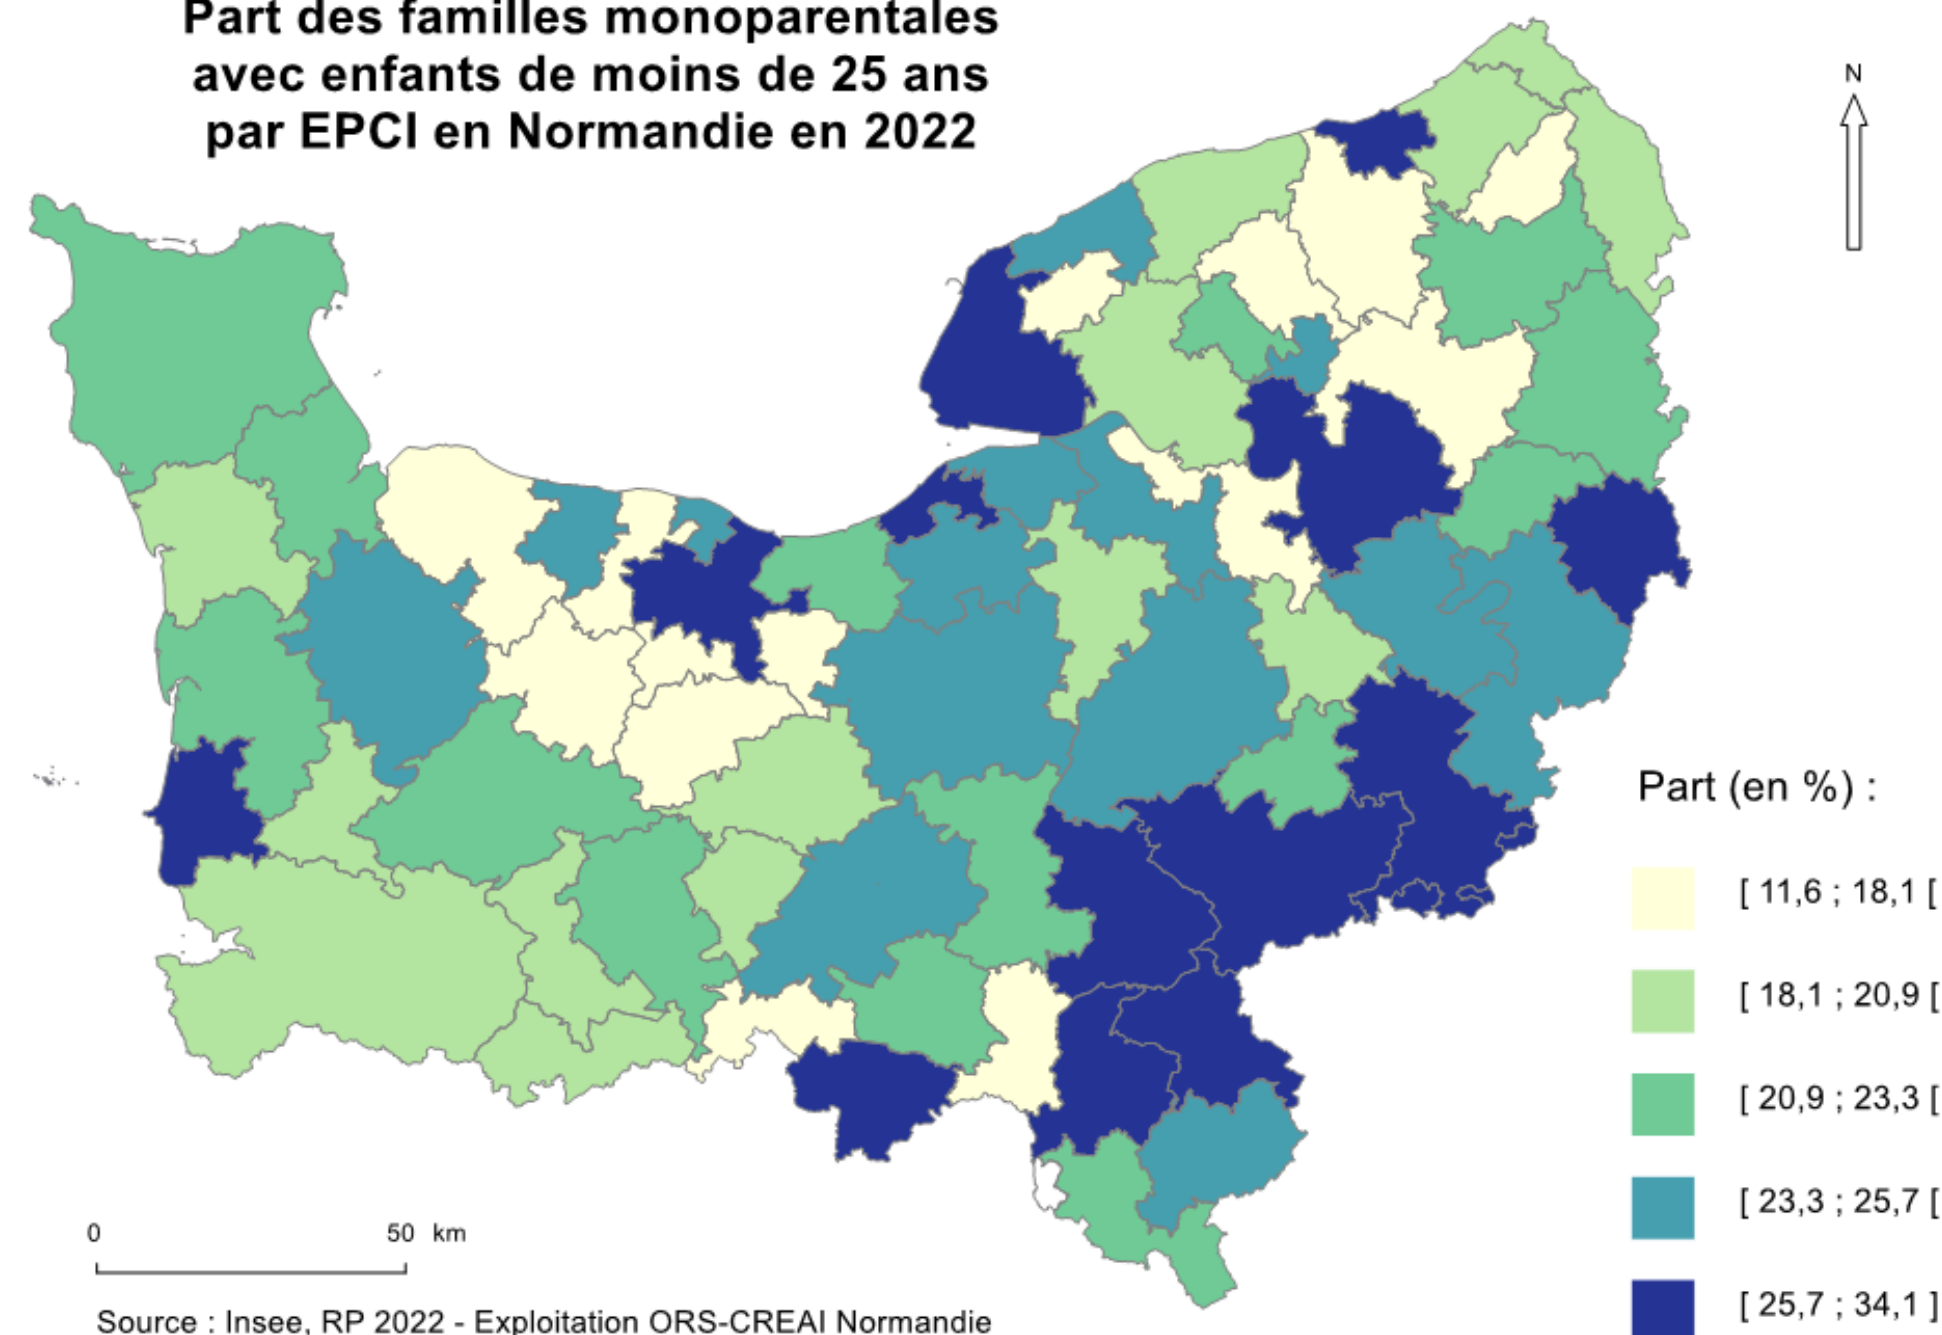 Part des familles monoparentales
avec enfants de moins de 25 ans
par EPCI en Normandie en 2022
N
Part (en %) :
[ 11,6 ; 18,1 [
[ 18,1 ; 20,9 [
[ 20,9 ; 23,3 [
[ 23,3 ; 25,7 [
[ 25,7 ; 34,1 ]
0 50 km
Source : Insee, RP 2022 - Exploitation ORS-CREAI Normandie